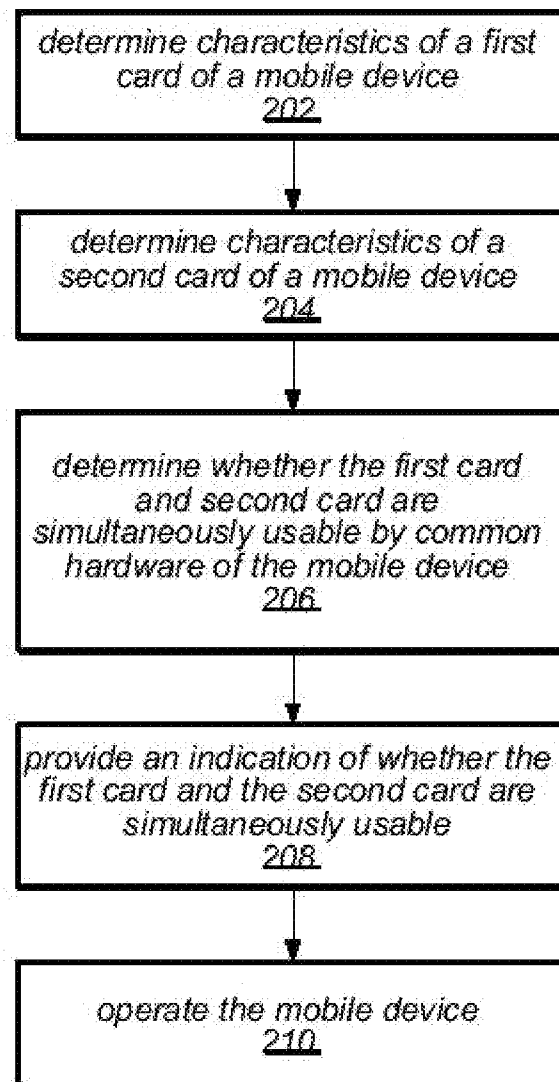 determine characteristics of a first
card of a mobile device
202
determine characteristics of a
second card of a mobile device
204
determine whether the first card
and second card are
simultaneously usable by common
hardware of the mobile device
206
provide an indication of whether the
first card and the second card are
simultaneously usable
208
operate the mobile device
210